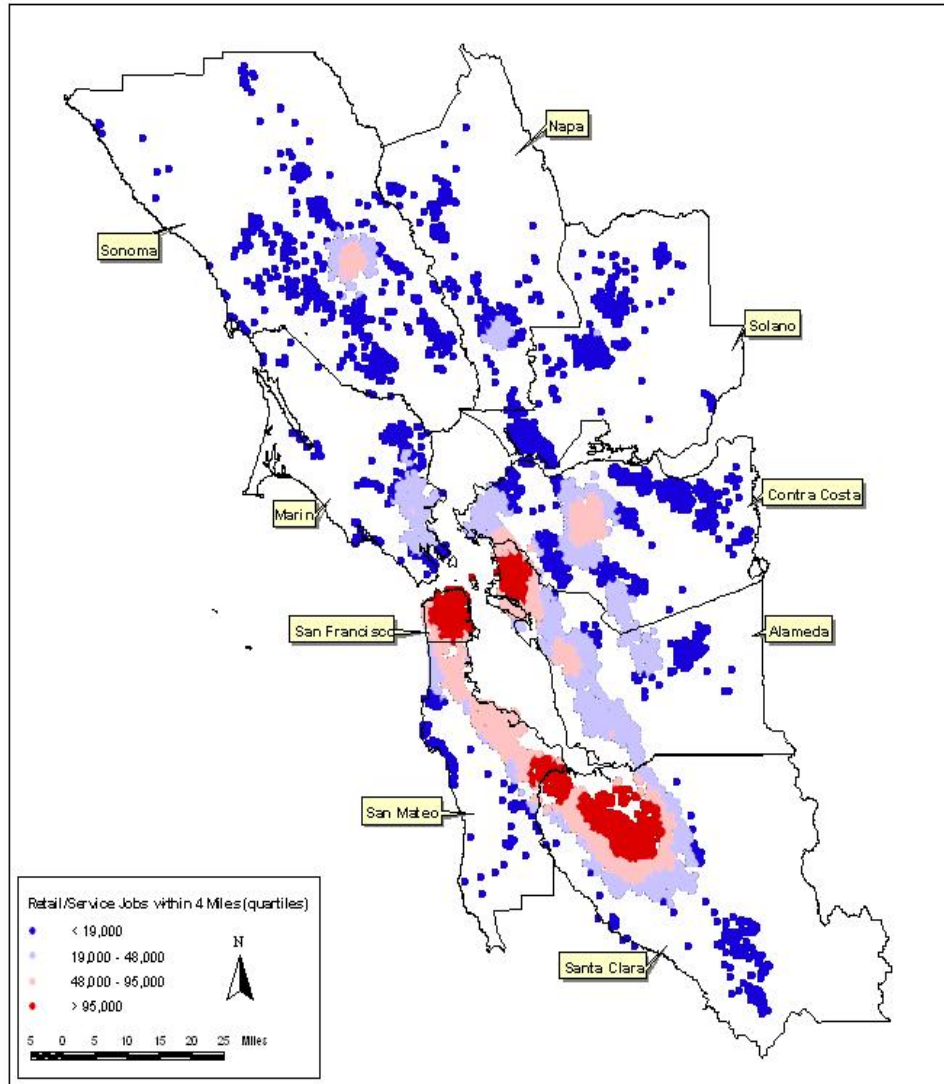 Napa
Sonoma
Solano
Contra Costa
Marin
San Francisco
Alameda
San Mateo
Santa Clara
Retail/Service Jobs within 4 Miles (quartiles)
< 19,000
19,000 - 48,000
48,000 - 95,000
> 95,000
N
5 0 5 10 15 20 25 Miles